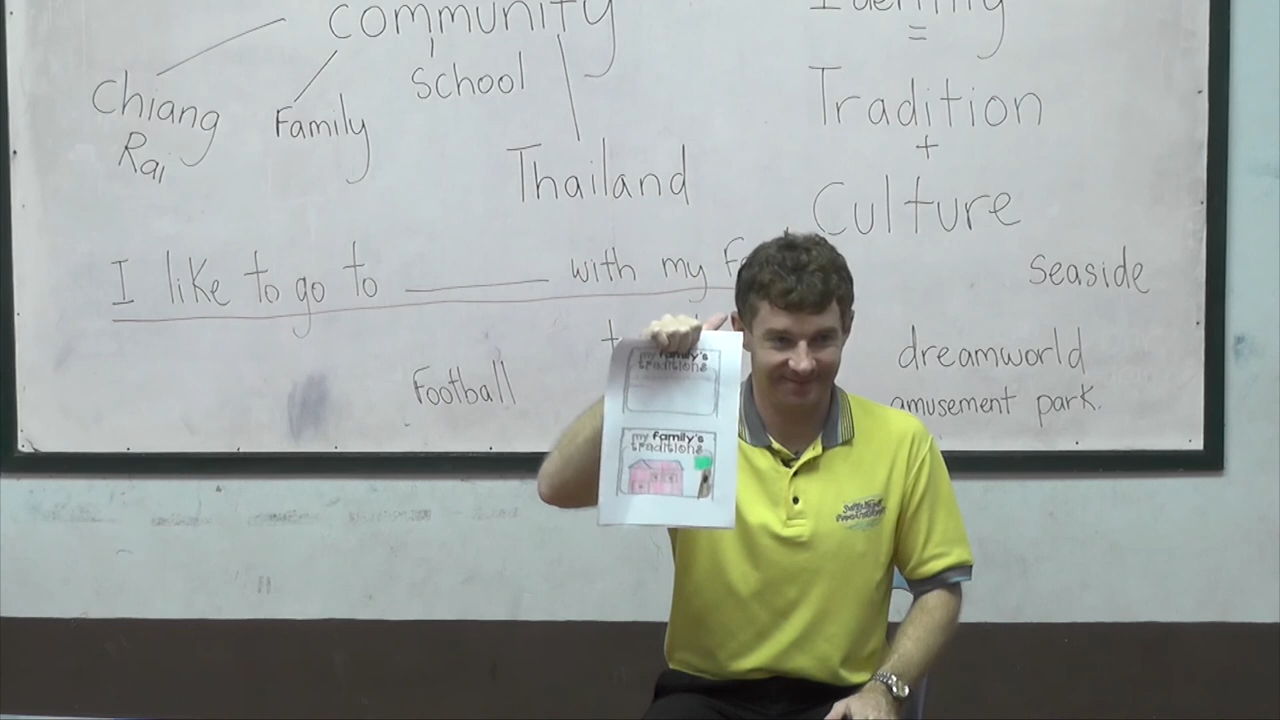 community
Identity
=
Chiang
Rai
Family
School
Thailand
Tradition
+
Culture
I like to go to ________ with my
seaside
Football
dreamworld
amusement park.
my family's
traditions
my family's
traditions